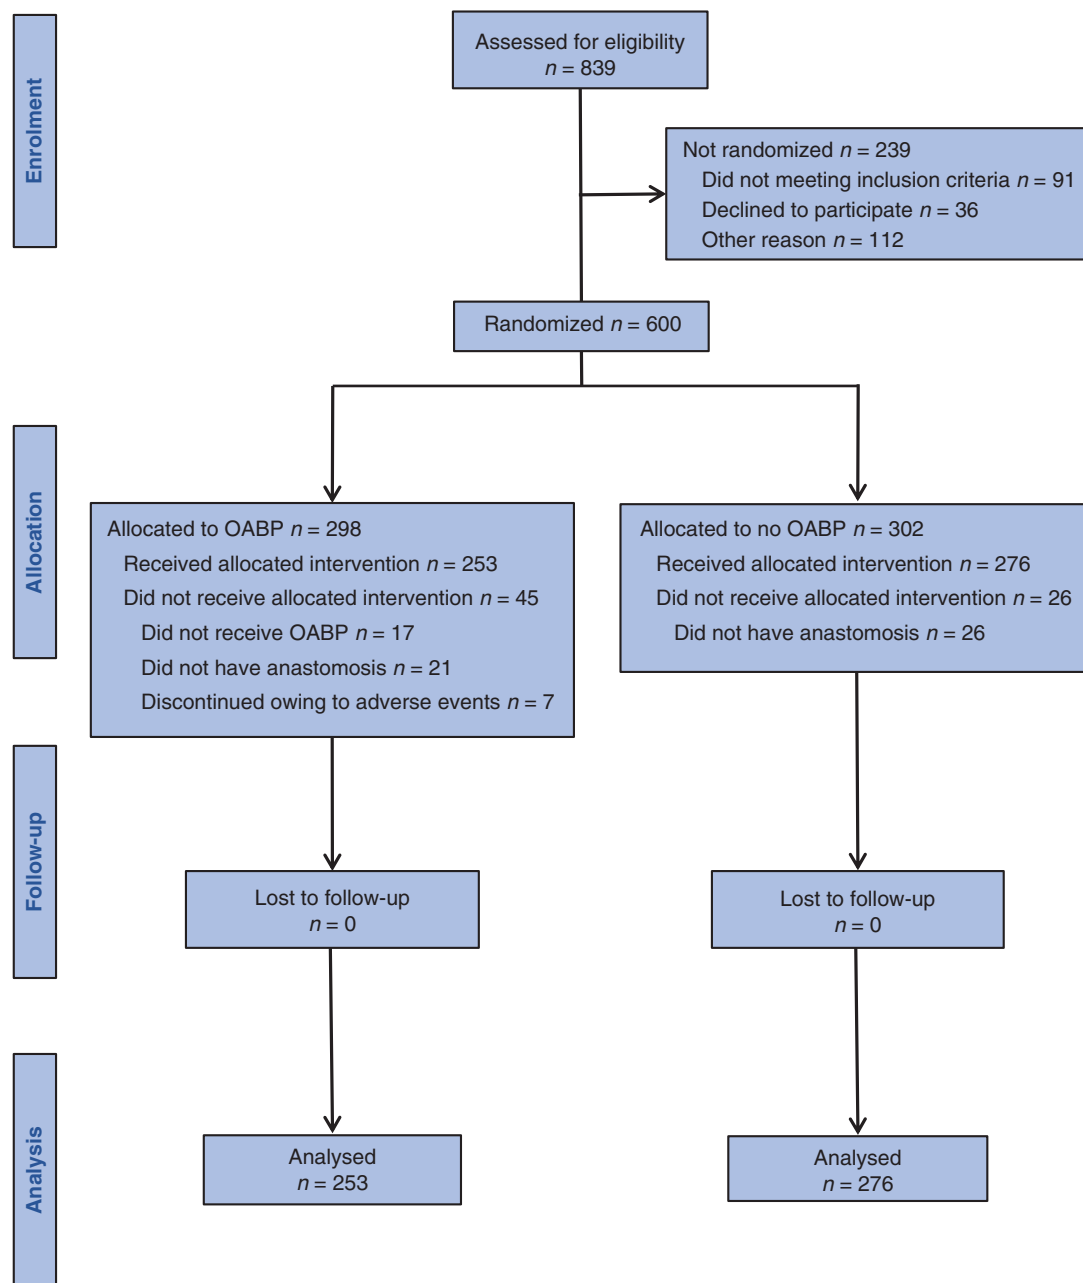 Enrolment
Assessed for eligibility
n = 839
Not randomized n = 239
Did not meeting inclusion criteria n = 91
Declined to participate n = 36
Other reason n = 112
Randomized n = 600
Allocation
Allocated to OABP n = 298
Received allocated intervention n = 253
Did not receive allocated intervention n = 45
Did not receive OABP n = 17
Did not have anastomosis n = 21
Discontinued owing to adverse events n = 7
Allocated to no OABP n = 302
Received allocated intervention n = 276
Did not receive allocated intervention n = 26
Did not have anastomosis n = 26
Follow-up
Lost to follow-up
n = 0
Lost to follow-up
n = 0
Analysis
Analysed
n = 253
Analysed
n = 276